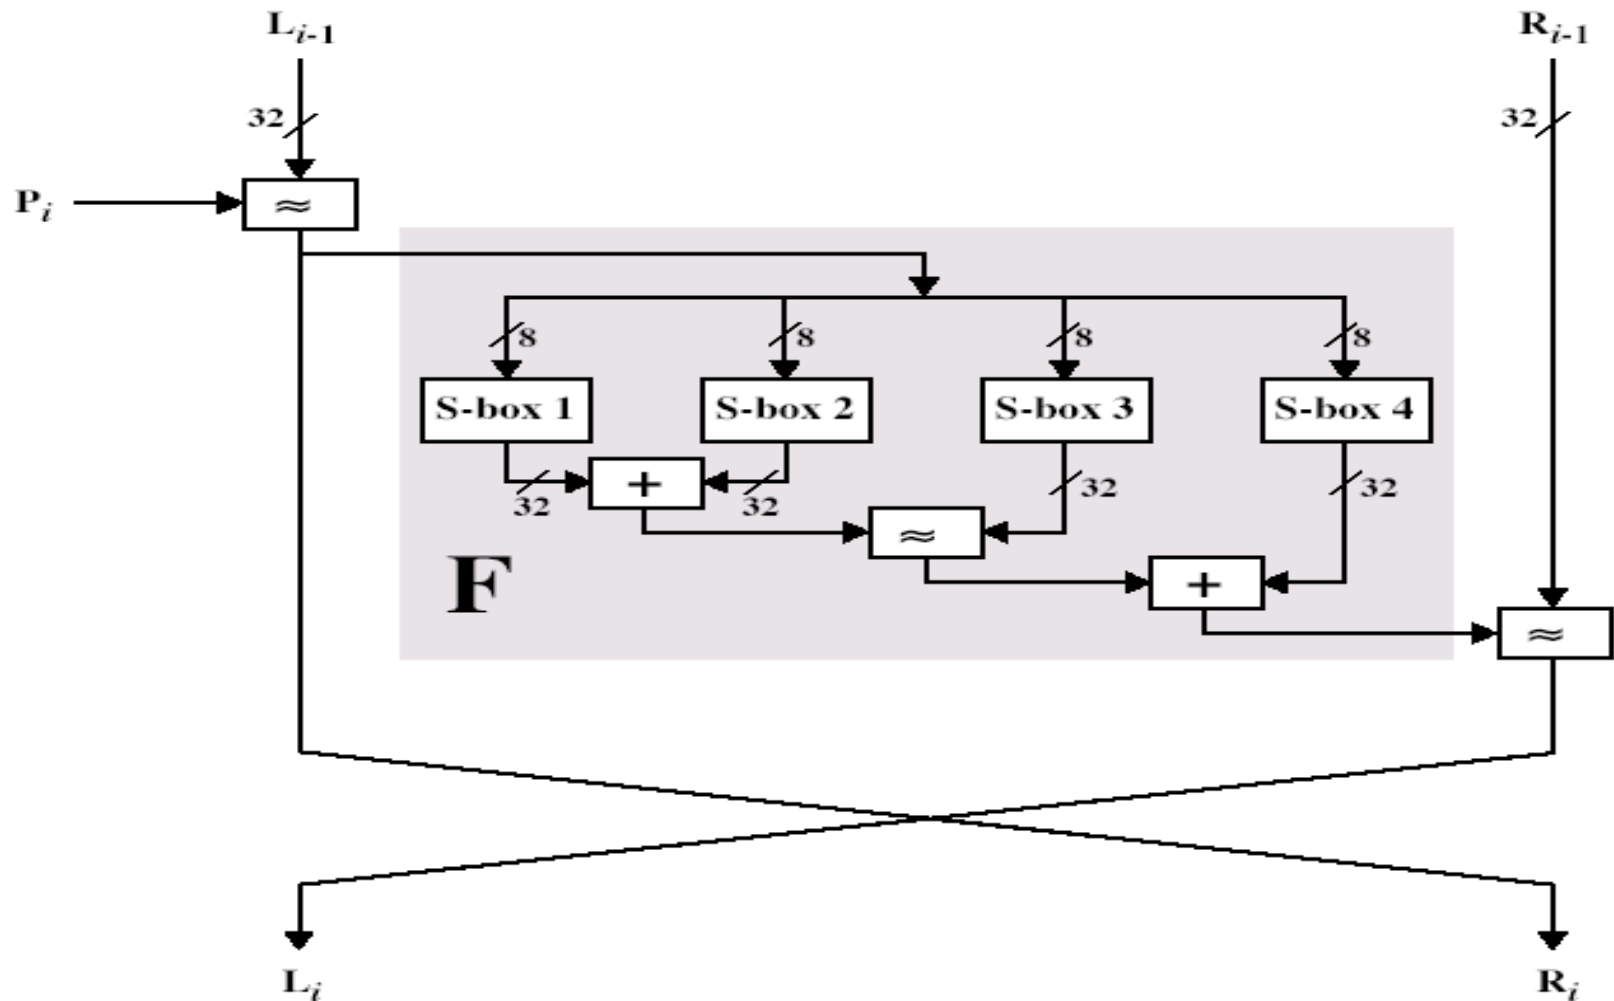 L_{i-1} R_{i-1}
32 32
P_i ≈
8 8 8 8
S-box 1 S-box 2 S-box 3 S-box 4
+ 32 32
32 32
≈
F +
≈
L_i R_i